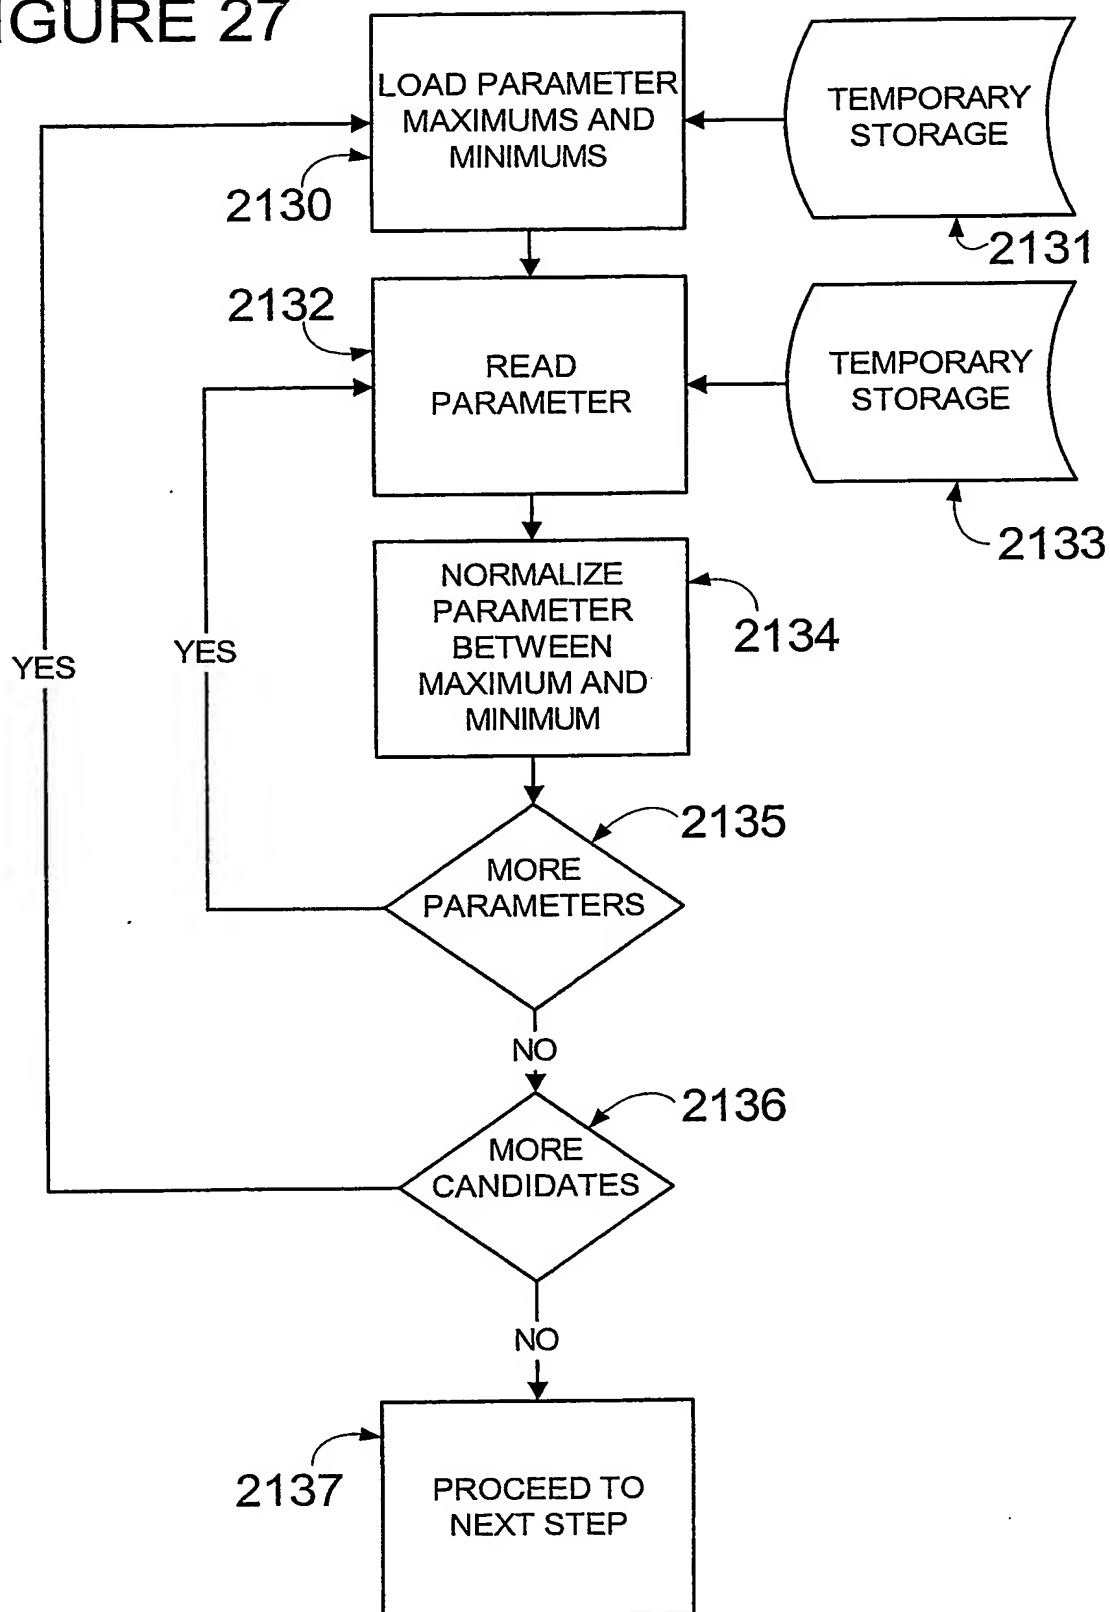 IGURE 27
LOAD PARAMETER
MAXIMUMS AND
MINIMUMS
TEMPORARY
STORAGE
2130
2131
2132
READ
PARAMETER
TEMPORARY
STORAGE
2133
NORMALIZE
PARAMETER
BETWEEN
MAXIMUM AND
MINIMUM
2134
YES
YES
2135
MORE
PARAMETERS
NO
2136
MORE
CANDIDATES
NO
2137
PROCEED TO
NEXT STEP